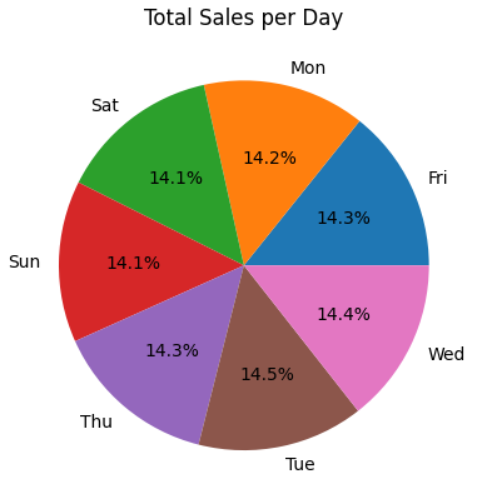 Total Sales per Day
Mon
Sat
14.2%
14.1%
Fri
14.3%
Sun
14.1%
14.4%
14.3%
Wed
14.5%
Thu
Tue